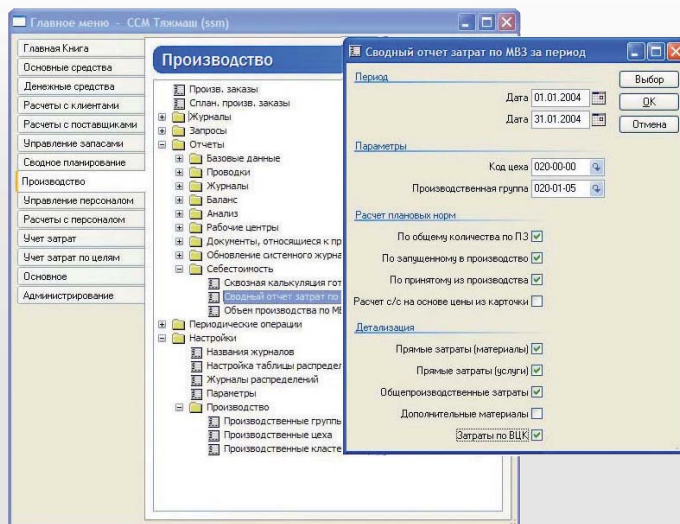 Главное меню - ССМ Тяжмаш (ssm)
Главная Книга
Основные средства
Денежные средства
Расчеты с клиентами
Расчеты с поставщиками
Управление запасами
Сводное планирование
Производство
Управление персоналом
Расчеты с персоналом
Учет затрат
Учет затрат по целям
Основное
Администрирование
Производство
Произв. заказы
Сплан. произв. заказы
Журналы
Запросы
Отчеты
Базовые данные
Проводки
Журналы
Баланс
Анализ
Рабочие центры
Документы, относящиеся к пр
Обновление системного журна
Себестоимость
Сквозная калькуляция гот
Сводный отчет затрат по
Объем производства по МВ
Периодические операции
Настройки
Названия журналов
Настройка таблицы распредел
Журналы распределений
Параметры
Производство
Производственные группы
Производственные цеха
Производственные класте
Сводный отчет затрат по МВЗ за период
Период
Дата 01.01.2004
Дата 31.01.2004
Выбор
OK
Отмена
Параметры
Код цеха 020-00-00
Производственная группа 020-01-05
Расчет плановых норм
По общему количества по ПЗ
По запущенному в производство
По принятому из производства
Расчет с/с на основе цены из карточки
Детализация
Прямые затраты (материалы)
Прямые затраты (услуги)
Общепроизводственные затраты
Дополнительные материалы
Затраты по ВЦК